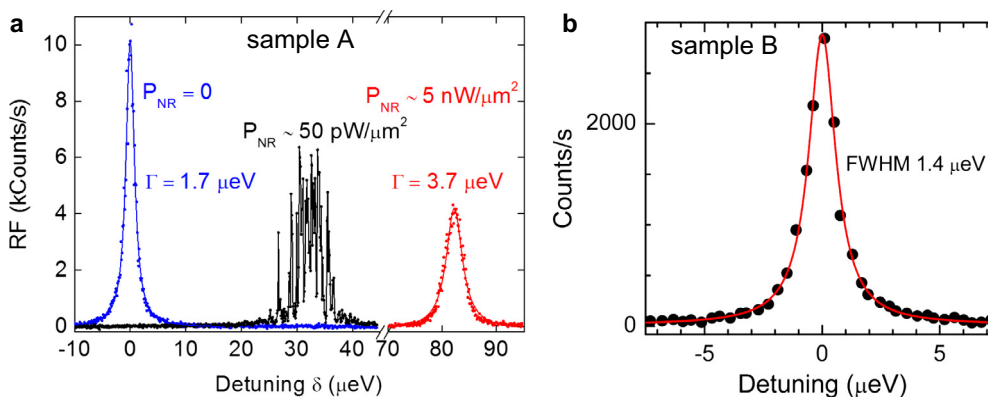 a
sample A
P_NR = 0
P_NR ~ 50 pW/μm²
P_NR ~ 5 nW/μm²
Γ = 1.7 μeV
Γ = 3.7 μeV
RF (kCounts/s)
10
8
6
4
2
0
-10 0 10 20 30 40 70 80 90
Detuning δ (μeV)
b
sample B
FWHM 1.4 μeV
Counts/s
2000
0
-5 0 5
Detuning (μeV)